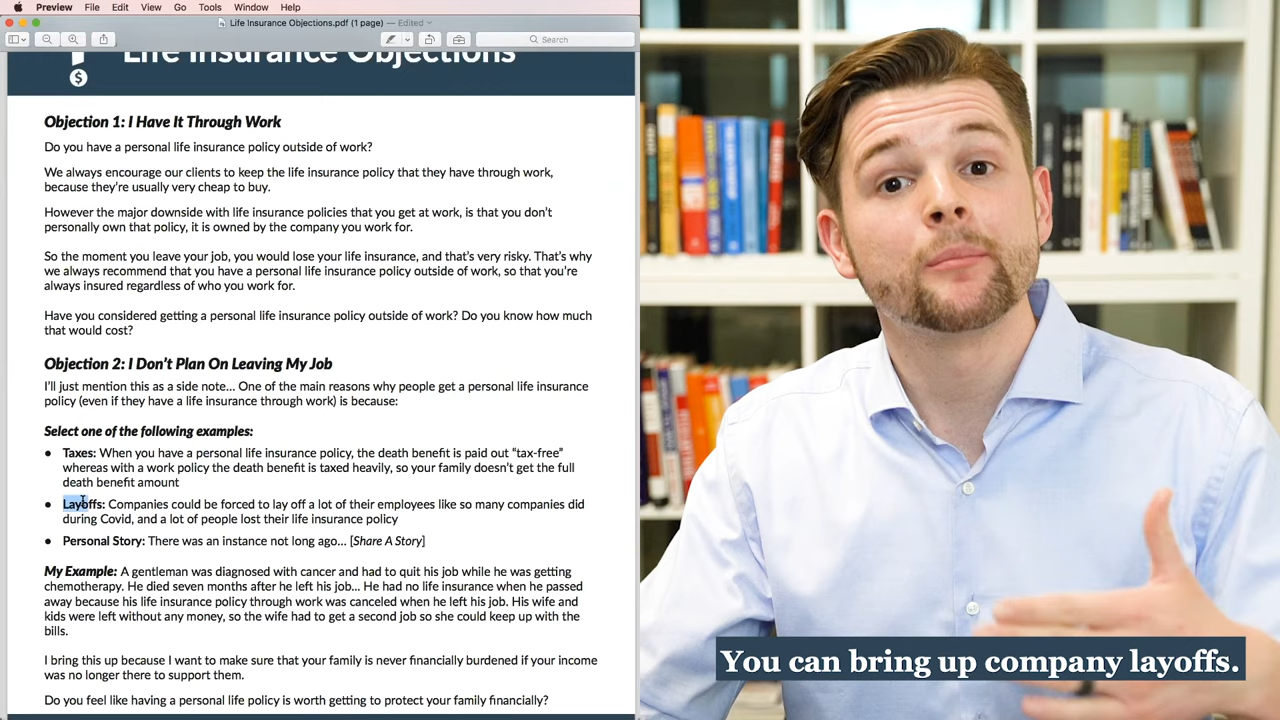 Preview File Edit View Go Tools Window Help
Life Insurance Objections.pdf (1 page) — Edited
Search
Life Insurance Objections
Objection 1: I Have It Through Work
Do you have a personal life insurance policy outside of work?
We always encourage our clients to keep the life insurance policy that they have through work,
because they're usually very cheap to buy.
However the major downside with life insurance policies that you get at work, is that you don't
personally own that policy, it is owned by the company you work for.
So the moment you leave your job, you would lose your life insurance, and that's very risky. That's why
we always recommend that you have a personal life insurance policy outside of work, so that you're
always insured regardless of who you work for.
Have you considered getting a personal life insurance policy outside of work? Do you know how much
that would cost?
Objection 2: I Don't Plan On Leaving My Job
I'll just mention this as a side note... One of the main reasons why people get a personal life insurance
policy (even if they have a life insurance through work) is because:
Select one of the following examples:
● Taxes: When you have a personal life insurance policy, the death benefit is paid out "tax-free"
whereas with a work policy the death benefit is taxed heavily, so your family doesn't get the full
death benefit amount
● Layoffs: Companies could be forced to lay off a lot of their employees like so many companies did
during Covid, and a lot of people lost their life insurance policy
● Personal Story: There was an instance not long ago... [Share A Story]
My Example: A gentleman was diagnosed with cancer and had to quit his job while he was getting
chemotherapy. He died seven months after he left his job... He had no life insurance when he passed
away because his life insurance policy through work was canceled when he left his job. His wife and
kids were left without any money, so the wife had to get a second job so she could keep up with the
bills.
I bring this up because I want to make sure that your family is never financially burdened if your income
was no longer there to support them.
Do you feel like having a personal life policy is worth getting to protect your family financially?
You can bring up company layoffs.